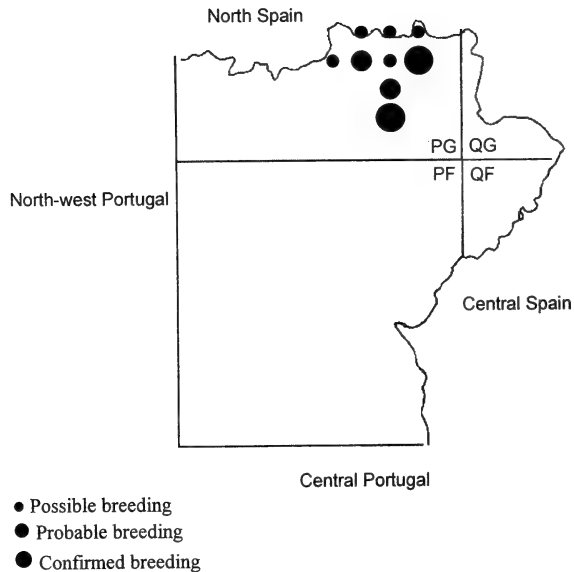 North Spain
PG QG
PF QF
North-west Portugal
Central Spain
Central Portugal
Possible breeding
Probable breeding
Confirmed breeding